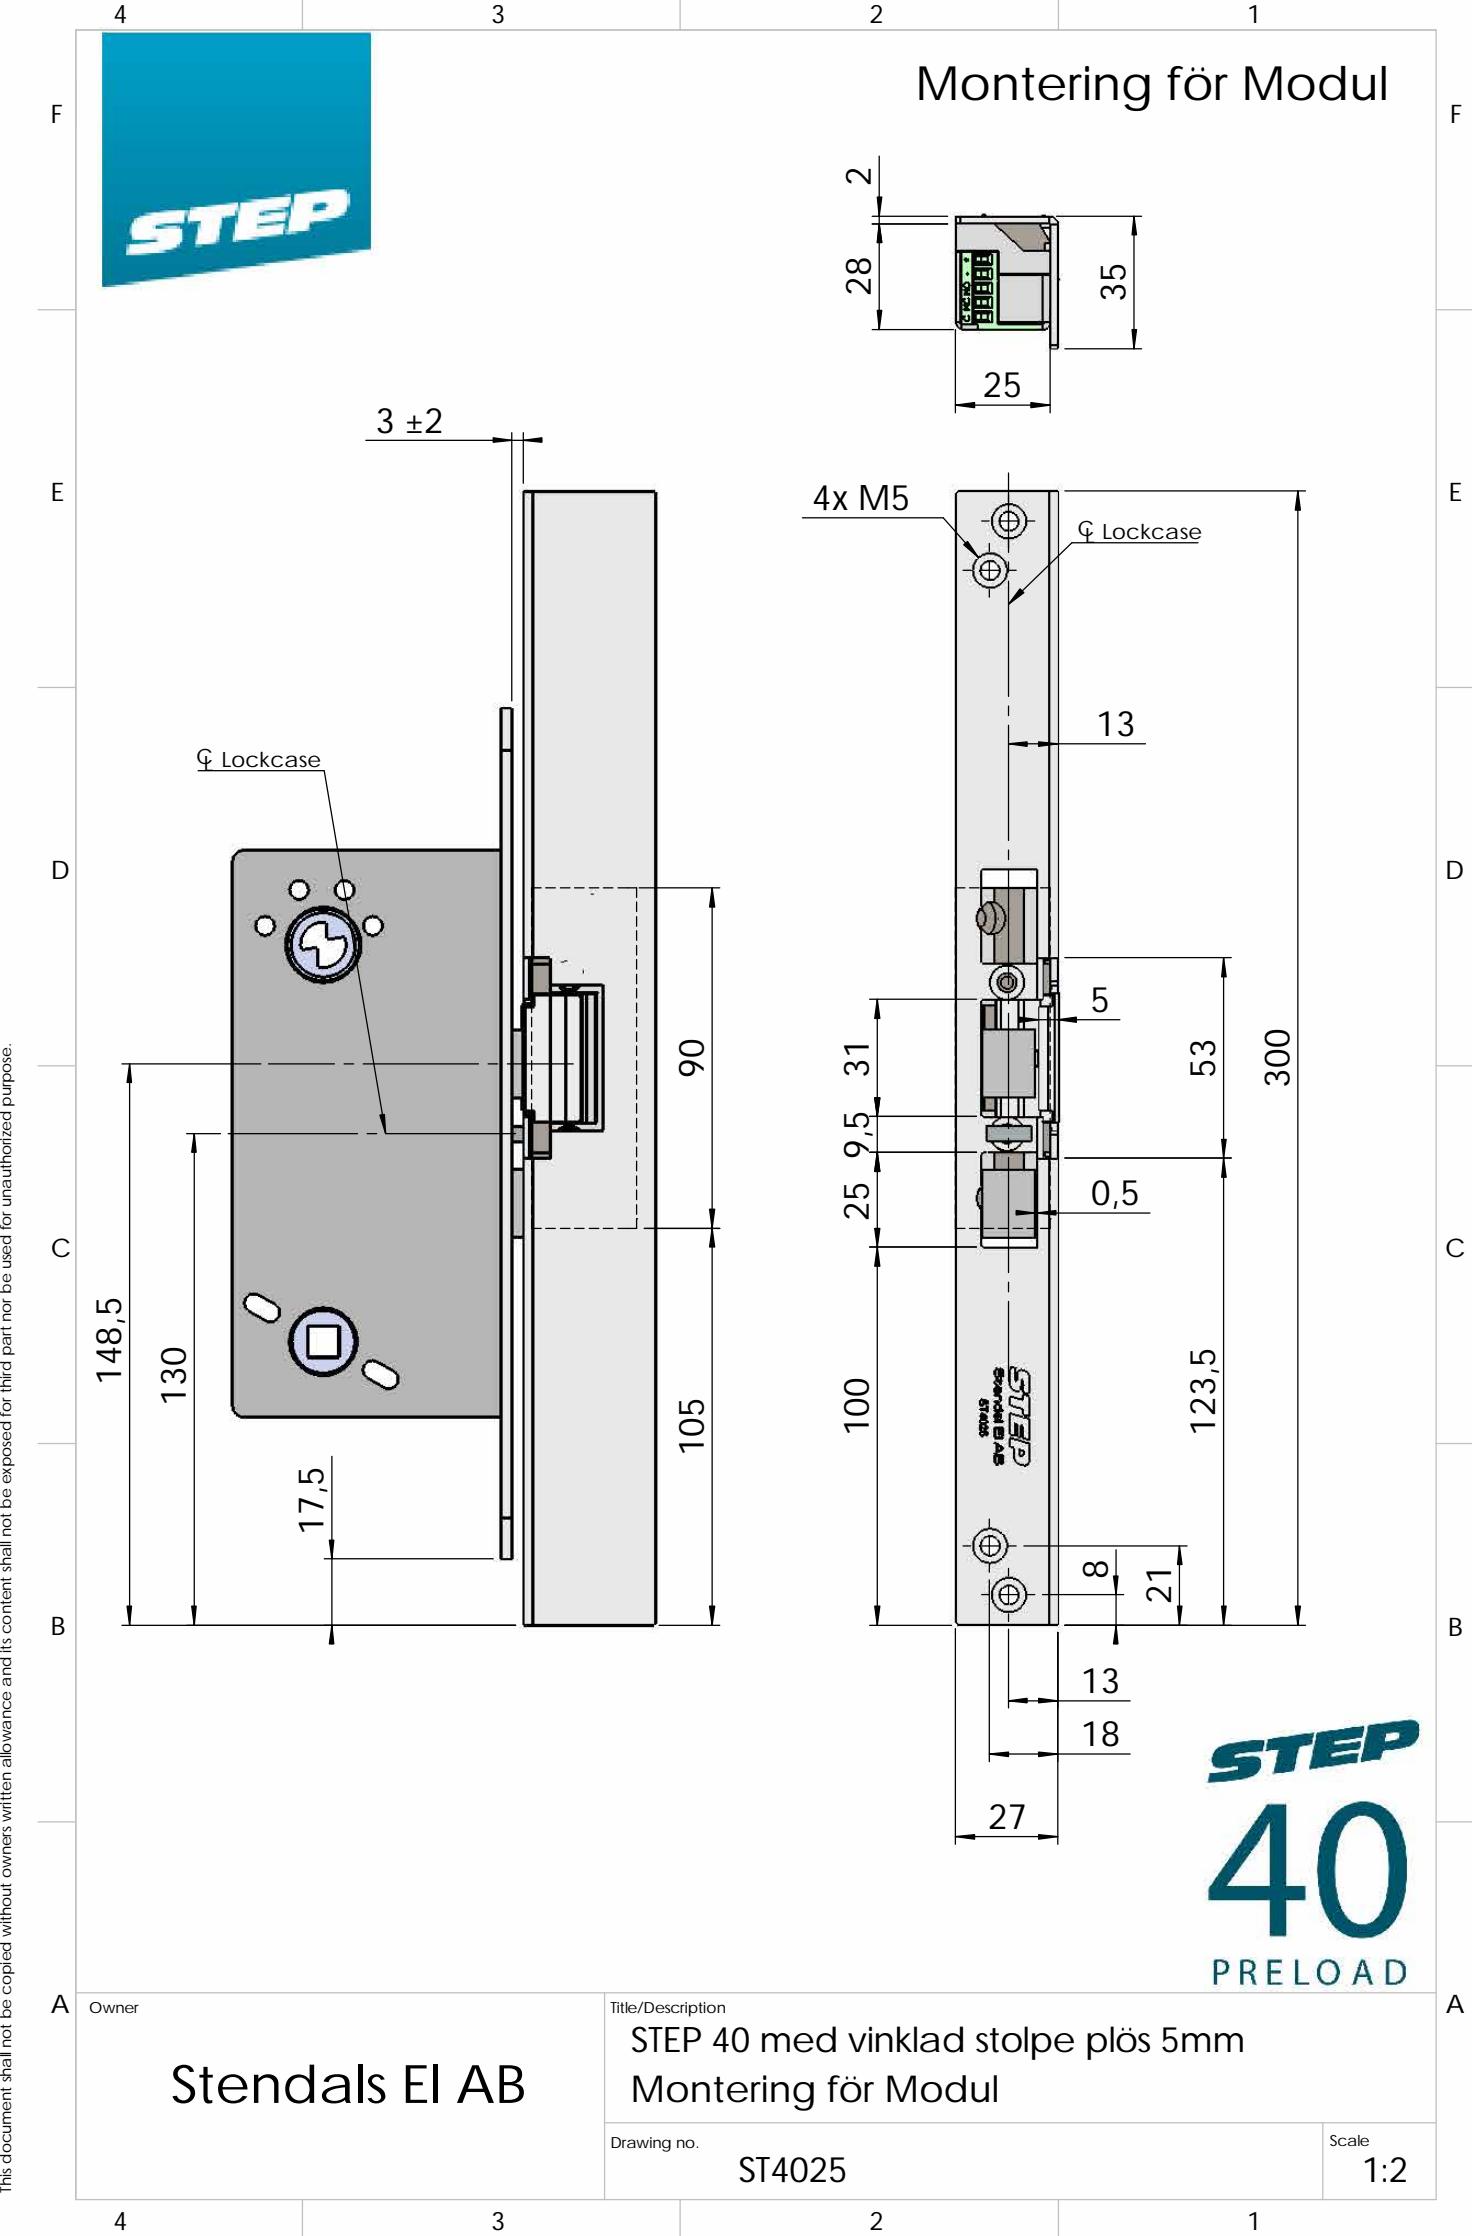 4 3 2 1
Montering för Modul
F F
STEP
2
28
35
25
3 ±2
E E
4x M5
℄ Lockcase
13
℄ Lockcase
D D
90
31
5
53
300
9,5
25
0,5
C C
148,5
130
105
100
123,5
STEP
Stendal El AB
ST4025
17,5
8
21
B B
13
18
27
STEP
40
PRELOAD
This document shall not be copied without owners written allowance and its content shall not be exposed for third part nor be used for unauthorized purpose.
A A
Owner
Stendals El AB
Title/Description
STEP 40 med vinklad stolpe plös 5mm
Montering för Modul
Drawing no.
ST4025
Scale
1:2
4 3 2 1